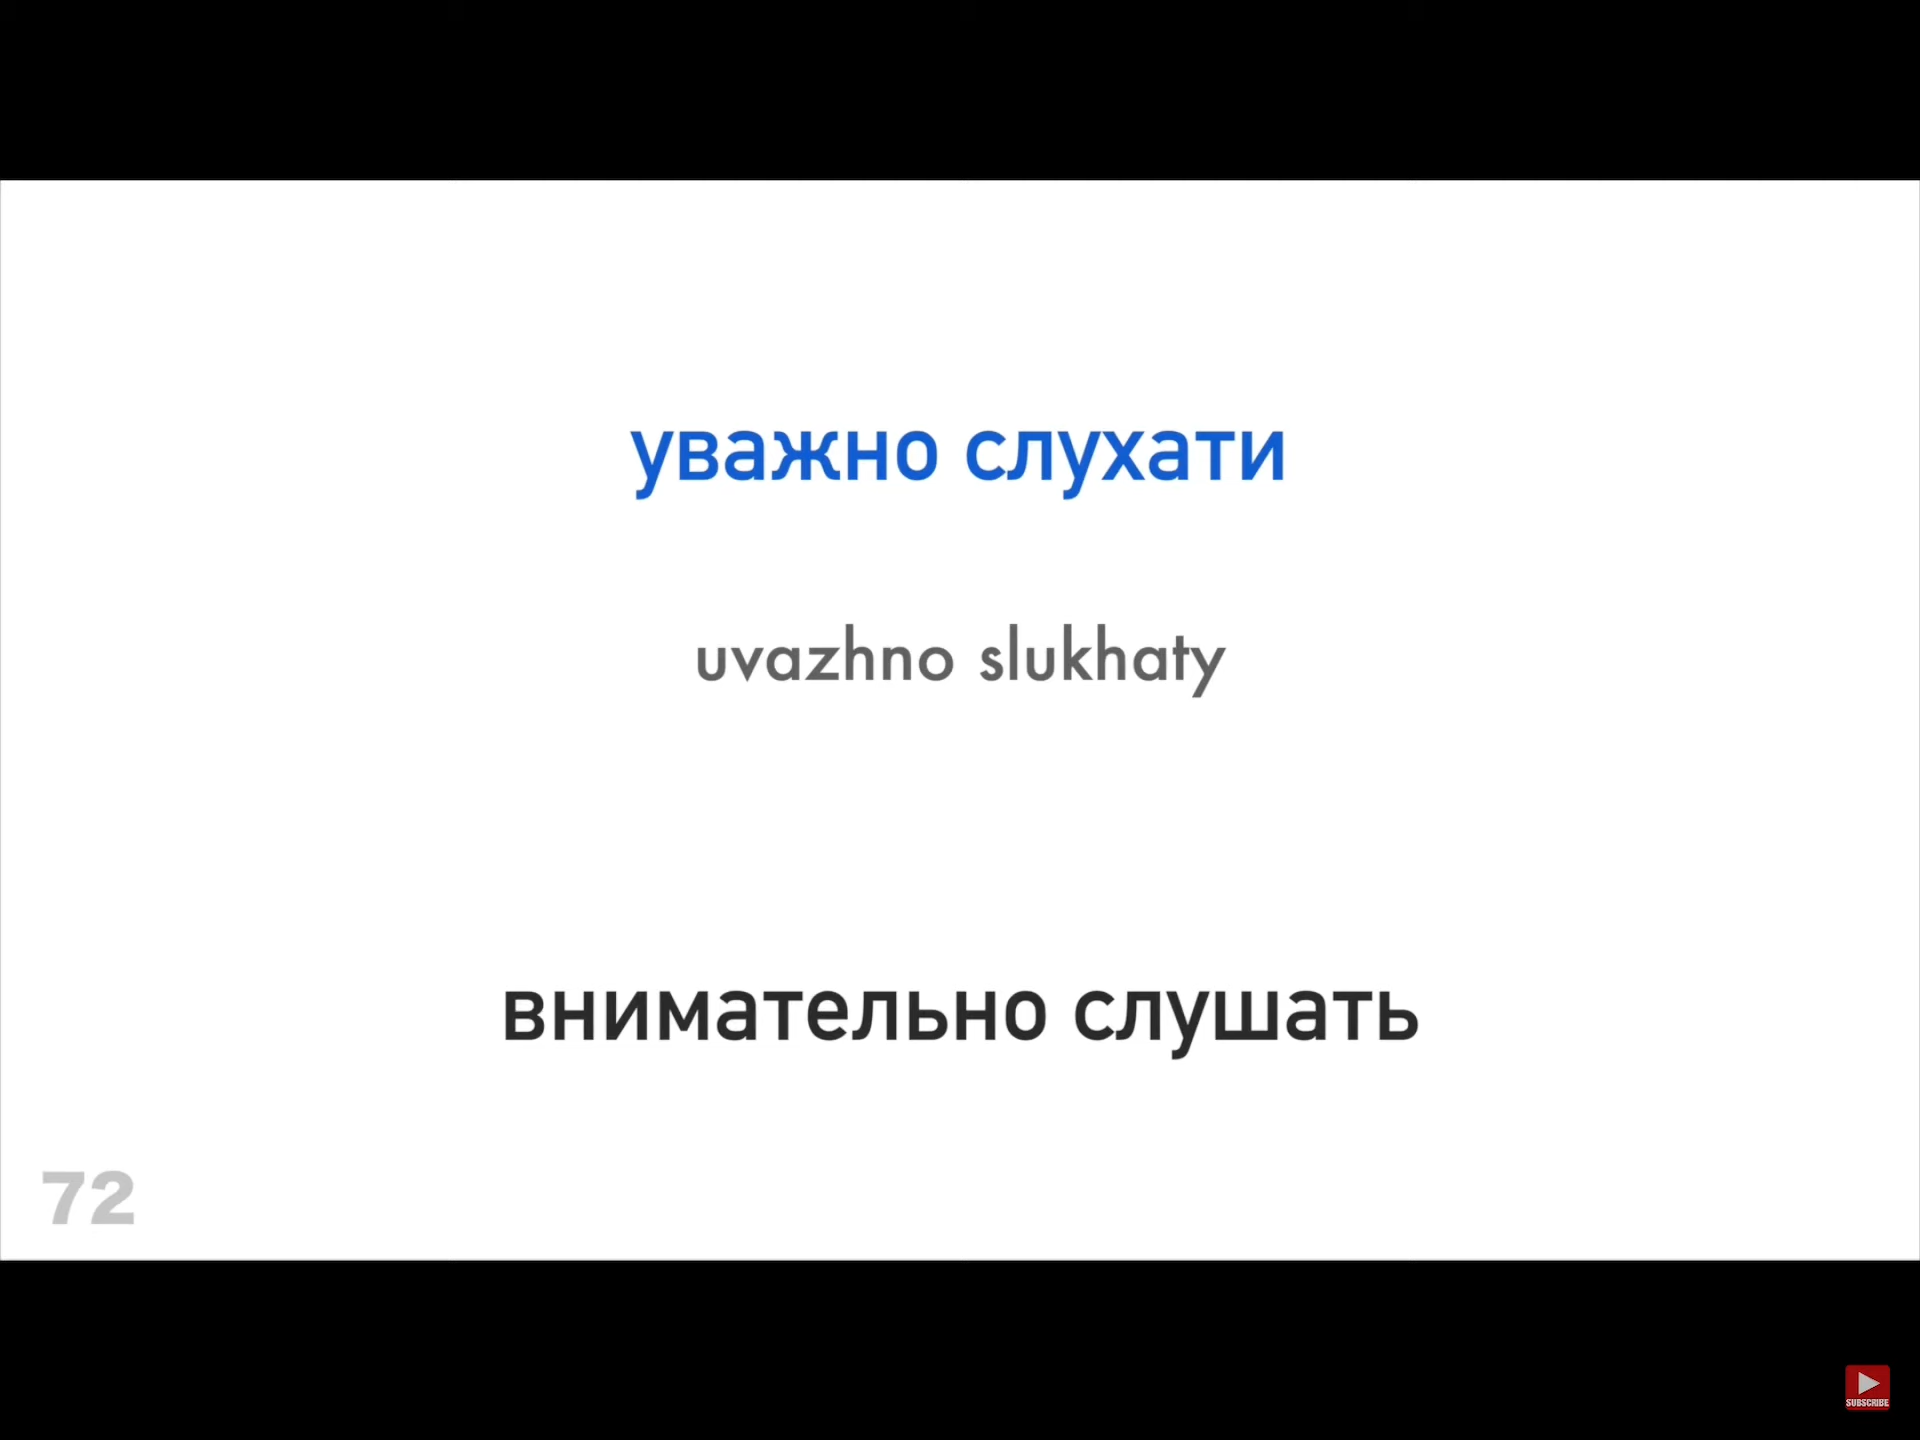 уважно слухати
uvazhno slukhaty
внимательно слушать
72
SUBSCRIBE